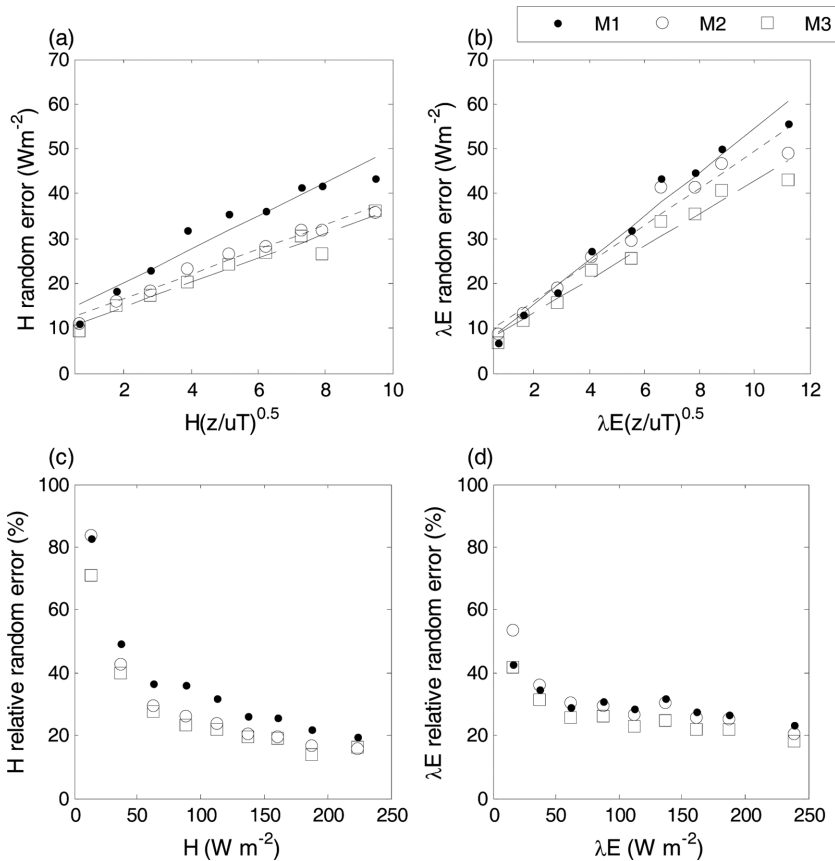 M1 M2 M3
(a)
H random error (Wm-2)
70
60
50
40
30
20
10
0
2 4 6 8 10
H(z/uT)0.5
(b)
λE random error (Wm-2)
70
60
50
40
30
20
10
0
2 4 6 8 10 12
λE(z/uT)0.5
(c)
H relative random error (%)
100
80
60
40
20
0
0 50 100 150 200 250
H (W m-2)
(d)
λE relative random error (%)
100
80
60
40
20
0
0 50 100 150 200 250
λE (W m-2)